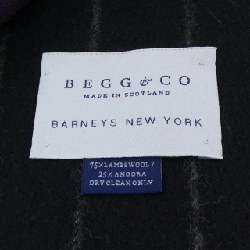 BEGG & CO
MADE IN SCOTLAND
BARNEYS NEW YORK
75% LAMBSWOOL /
25% ANGORA
DRY CLEAN ONLY